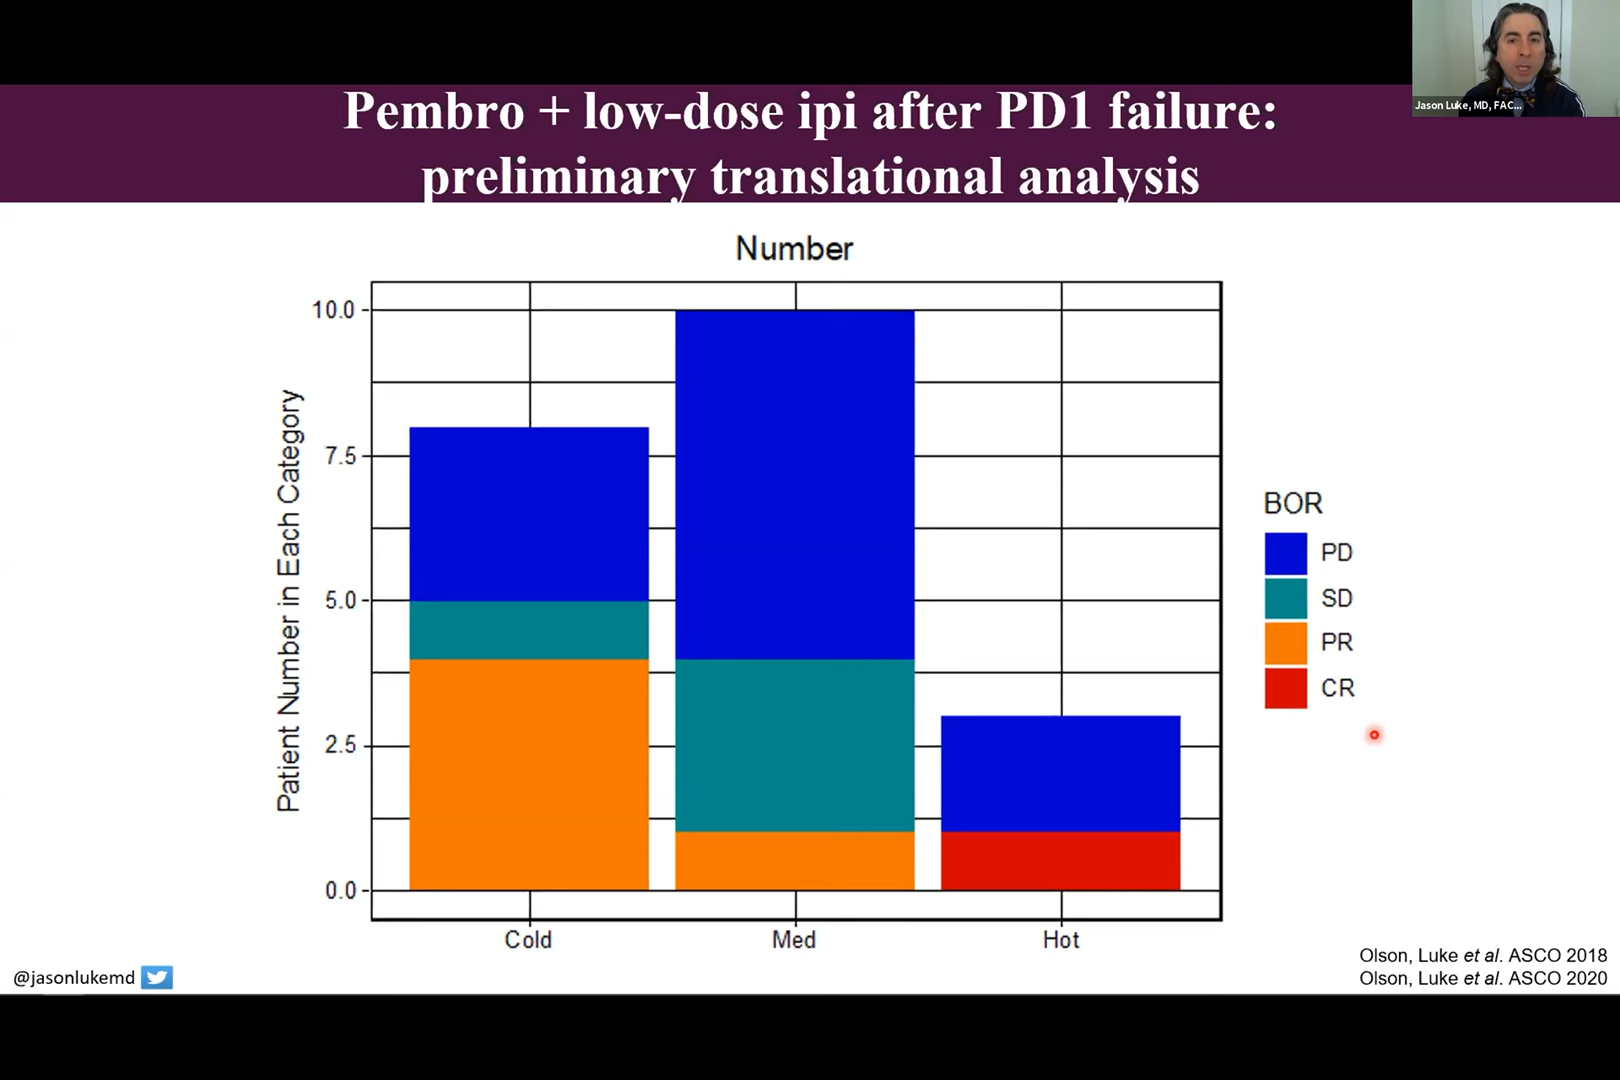 Jason Luke, MD, FAC...
Pembro + low-dose ipi after PD1 failure:
preliminary translational analysis
Number
Patient Number in Each Category
10.0
7.5
5.0
2.5
0.0
Cold
Med
Hot
BOR
PD
SD
PR
CR
@jasonlukemd
Olson, Luke et al. ASCO 2018
Olson, Luke et al. ASCO 2020